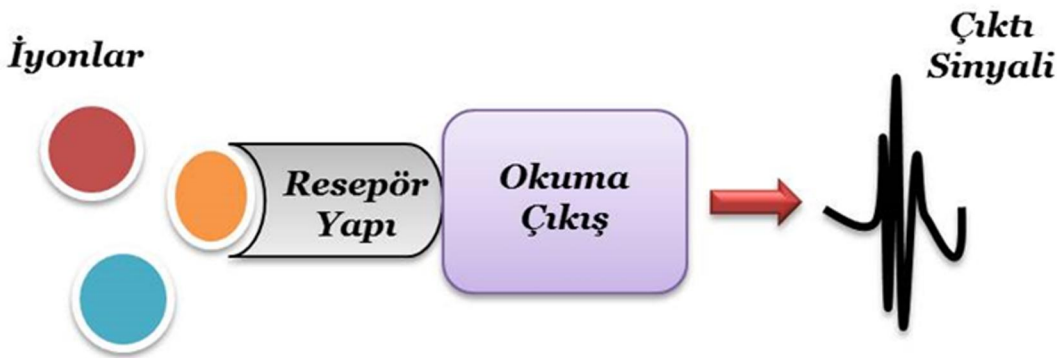 İyonlar
Resepör
Yapı
Okuma
Çıkış
Çıktı
Sinyali